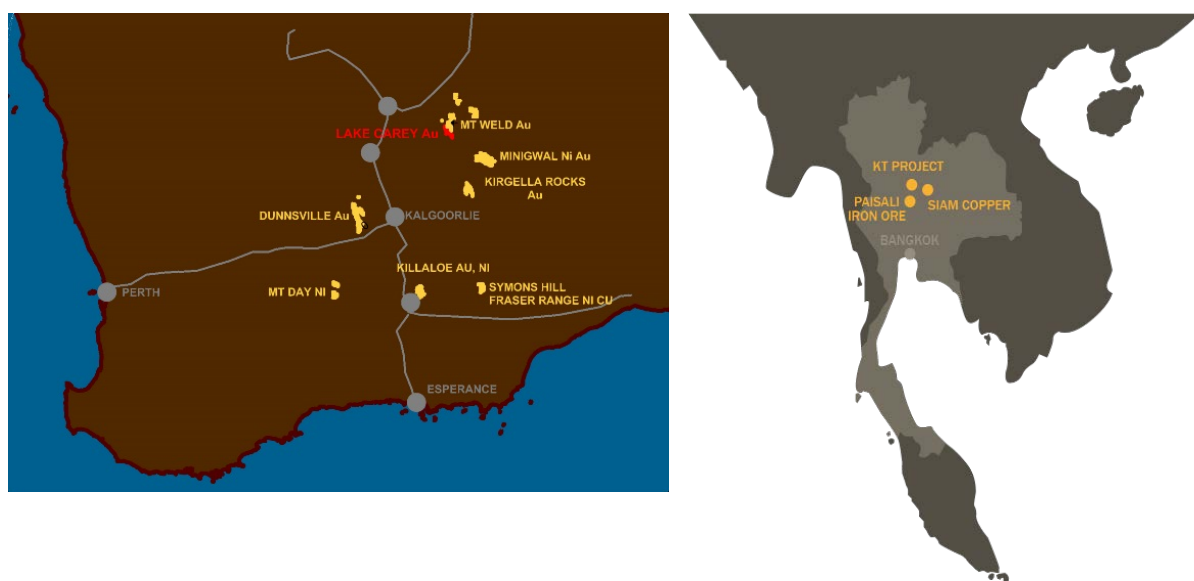 LAKE CAREY Au
MT WELD Au
MINIGWAL Ni Au
KIRGELLA ROCKS
Au
DUNNSVILLE Au
KALGOORLIE
KILLALOE AU, NI
PERTH
MT DAY NI
SYMONS HILL
FRASER RANGE NI CU
ESPERANCE
KT PROJECT
PAISALI
IRON ORE
SIAM COPPER
BANGKOK